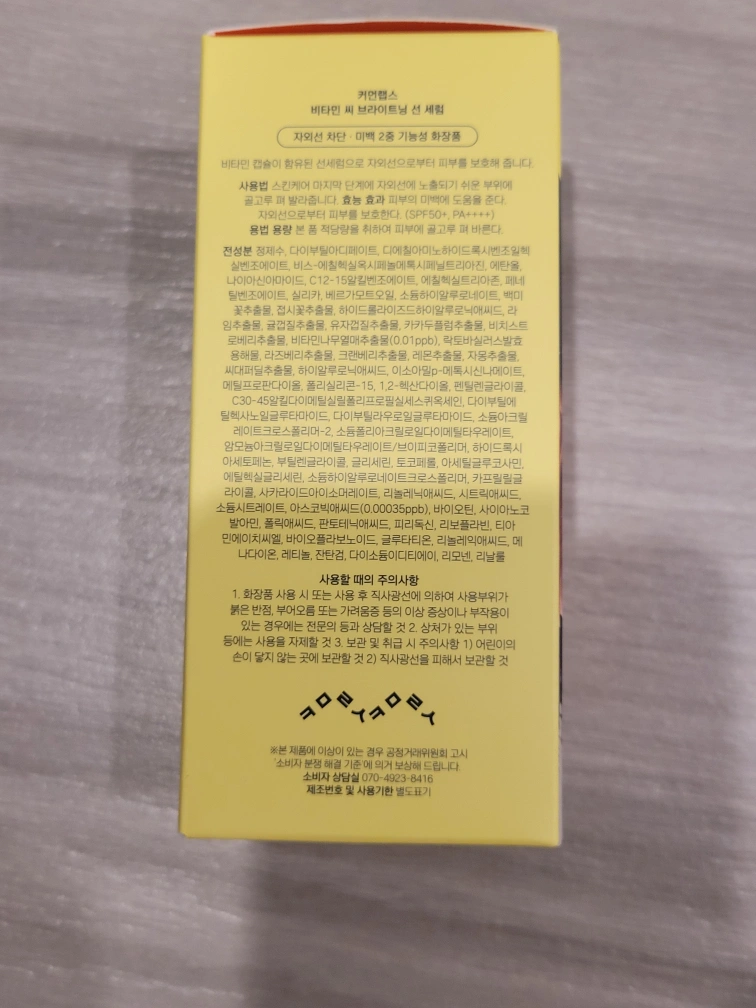 커먼랩스
비타민 씨 브라이트닝 선 세럼
자외선 차단 · 미백 2중 기능성 화장품
비타민 캡슐이 함유된 선세럼으로 자외선으로부터 피부를 보호해 줍니다.
사용법 스킨케어 마지막 단계에 자외선에 노출되기 쉬운 부위에
골고루 펴 발라줍니다. 효능 효과 피부의 미백에 도움을 준다.
자외선으로부터 피부를 보호한다. (SPF50+, PA++++)
용법 용량 본 품 적당량을 취하여 피부에 골고루 펴 바른다.
전성분 정제수, 다이부틸아디페이트, 디에칠아미노하이드록시벤조일헥
실벤조에이트, 비스-에칠헥실옥시페놀메톡시페닐트리아진, 에탄올,
나이아신아마이드, C12-15알킬벤조에이트, 에칠헥실트리아존, 페네
틸벤조에이트, 실리카, 베르가모트오일, 소듐하이알루로네이트, 백미
꽃추출물, 접시꽃추출물, 하이드롤라이즈드하이알루로닉애씨드, 라
임추출물, 귤껍질추출물, 유자껍질추출물, 카카두플럼추출물, 비치스트
로베리추출물, 비타민나무열매추출물(0.01ppb), 락토바실러스발효
용해물, 라즈베리추출물, 크랜베리추출물, 레몬추출물, 자몽추출물,
씨대퍼딜추출물, 하이알루로닉애씨드, 이소아밀p-메톡시신나메이트,
메틸프로판다이올, 폴리실리콘-15, 1,2-헥산다이올, 펜틸렌글라이콜,
C30-45알킬다이메틸실릴폴리프로필실세스퀴옥세인, 다이부틸에
틸헥사노일글루타마이드, 다이부틸라우로일글루타마이드, 소듐아크릴
레이트크로스폴리머-2, 소듐폴리아크릴로일다이메틸타우레이트,
암모늄아크릴로일다이메틸타우레이트/브이피코폴리머, 하이드록시
아세토페논, 부틸렌글라이콜, 글리세린, 토코페롤, 아세틸글루코사민,
에틸헥실글리세린, 소듐하이알루로네이트크로스폴리머, 카프릴릴글
라이콜, 사카라이드아이소머레이트, 리놀레닉애씨드, 시트릭애씨드,
소듐시트레이트, 아스코빅애씨드(0.00035ppb), 바이오틴, 사이아노코
발아민, 폴릭애씨드, 판토테닉애씨드, 피리독신, 리보플라빈, 티아
민에이치씨엘, 바이오플라보노이드, 글루타티온, 리놀레익애씨드, 메
나다이온, 레티놀, 잔탄검, 다이소듐이디티에이, 리모넨, 리날룰
사용할 때의 주의사항
1. 화장품 사용 시 또는 사용 후 직사광선에 의하여 사용부위가
붉은 반점, 부어오름 또는 가려움증 등의 이상 증상이나 부작용이
있는 경우에는 전문의 등과 상담할 것 2. 상처가 있는 부위
등에는 사용을 자제할 것 3. 보관 및 취급 시 주의사항 1) 어린이의
손이 닿지 않는 곳에 보관할 것 2) 직사광선을 피해서 보관할 것
ㅋㅁㄹㅅㅋㅁㄹㅅ
※본 제품에 이상이 있는 경우 공정거래위원회 고시
'소비자 분쟁 해결 기준'에 의거 보상해 드립니다.
소비자 상담실 070-4923-8416
제조번호 및 사용기한 별도표기